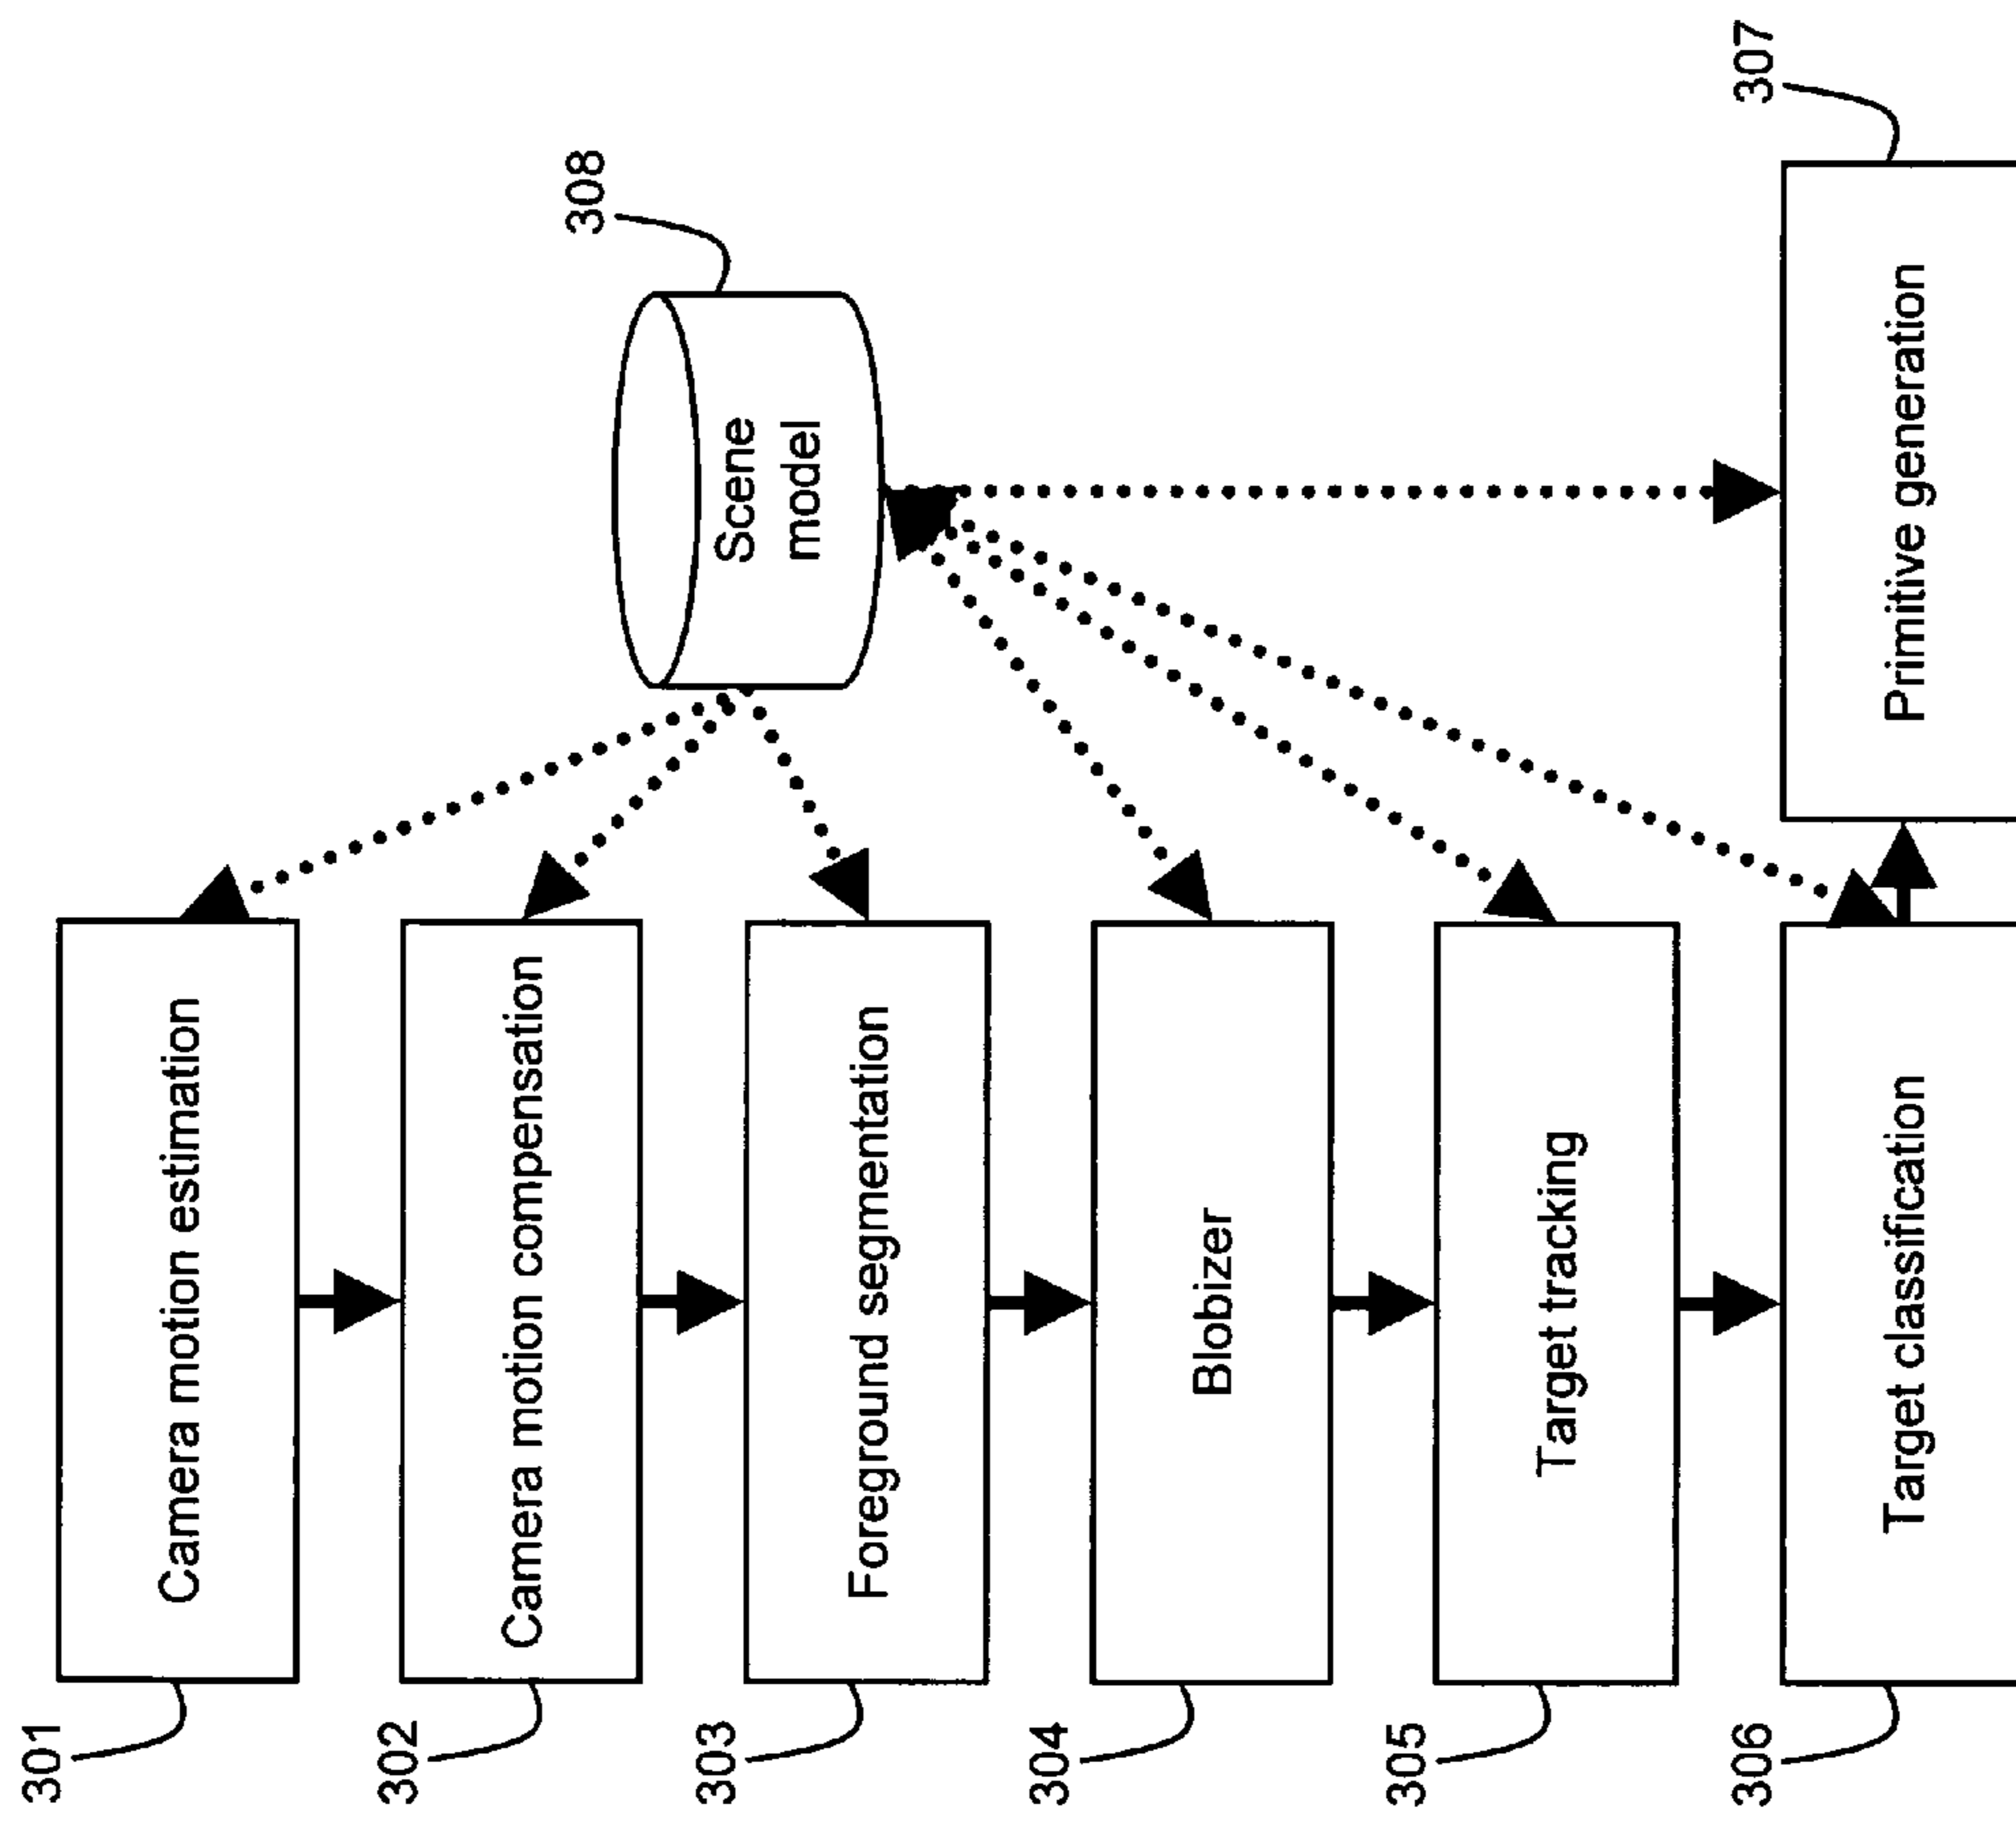 301
Camera motion estimation
302
Camera motion compensation
303
Foreground segmentation
304
Blobizer
305
Target tracking
306
Target classification
307
Primitive generation
308
Scene
model